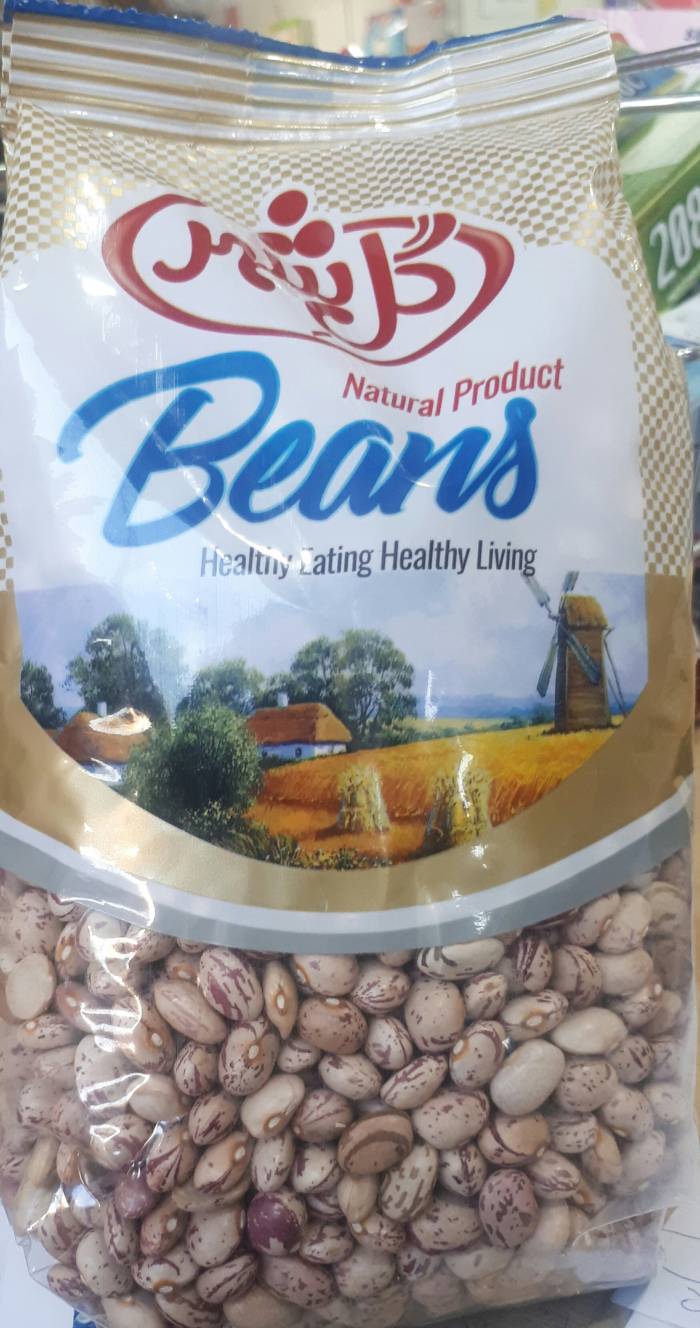 Natural Product
Beans
Healthy Eating Healthy Living